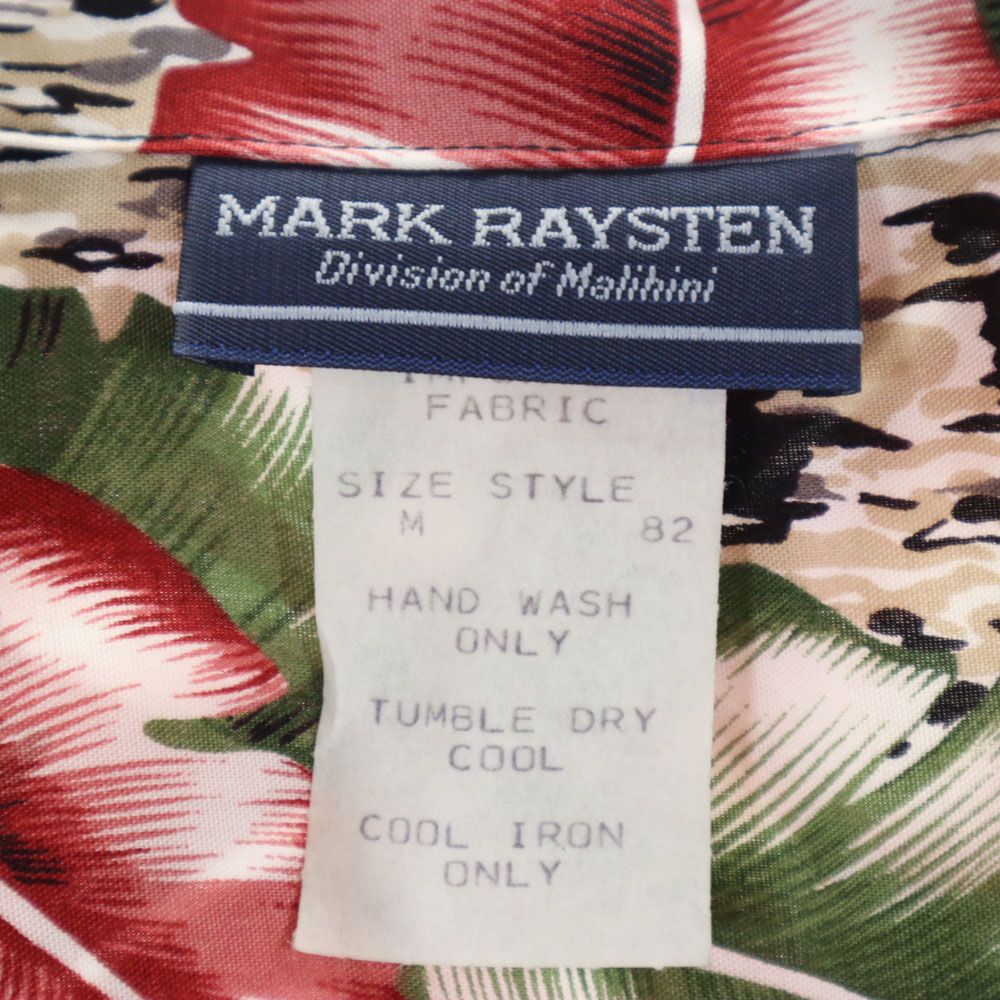 MARK RAYSTEN
Division of Malihini
FABRIC
SIZE STYLE
M 82
HAND WASH
ONLY
TUMBLE DRY
COOL
COOL IRON
ONLY